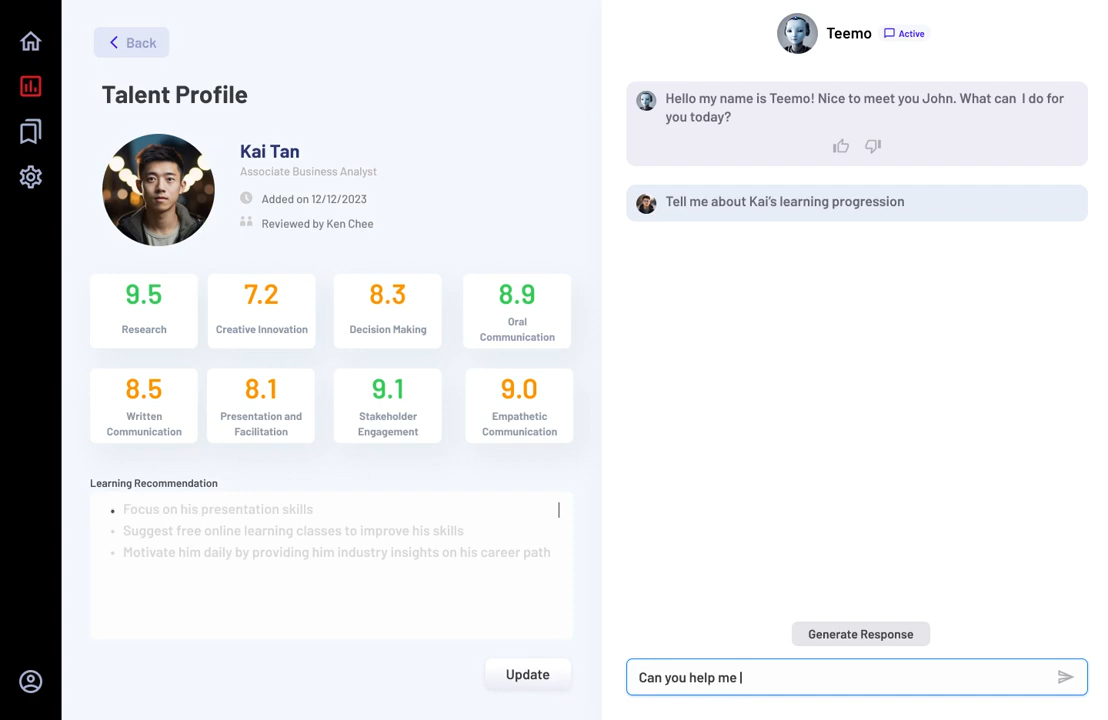 Back
Talent Profile
Kai Tan
Associate Business Analyst
Added on 12/12/2023
Reviewed by Ken Chee
9.5
Research
7.2
Creative Innovation
8.3
Decision Making
8.9
Oral
Communication
8.5
Written
Communication
8.1
Presentation and
Facilitation
9.1
Stakeholder
Engagement
9.0
Empathetic
Communication
Learning Recommendation
• Focus on his presentation skills
• Suggest free online learning classes to improve his skills
• Motivate him daily by providing him industry insights on his career path
Update
Teemo
Active
Hello my name is Teemo! Nice to meet you John. What can I do for
you today?
Tell me about Kai's learning progression
Generate Response
Can you help me